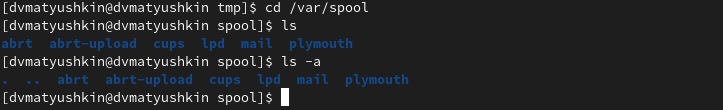 [dvmatyushkin@dvmatyushkin tmp]$ cd /var/spool
[dvmatyushkin@dvmatyushkin spool]$ ls
abrt  abrt-upload  cups  lpd  mail  plymouth
[dvmatyushkin@dvmatyushkin spool]$ ls -a
.  ..  abrt  abrt-upload  cups  lpd  mail  plymouth
[dvmatyushkin@dvmatyushkin spool]$